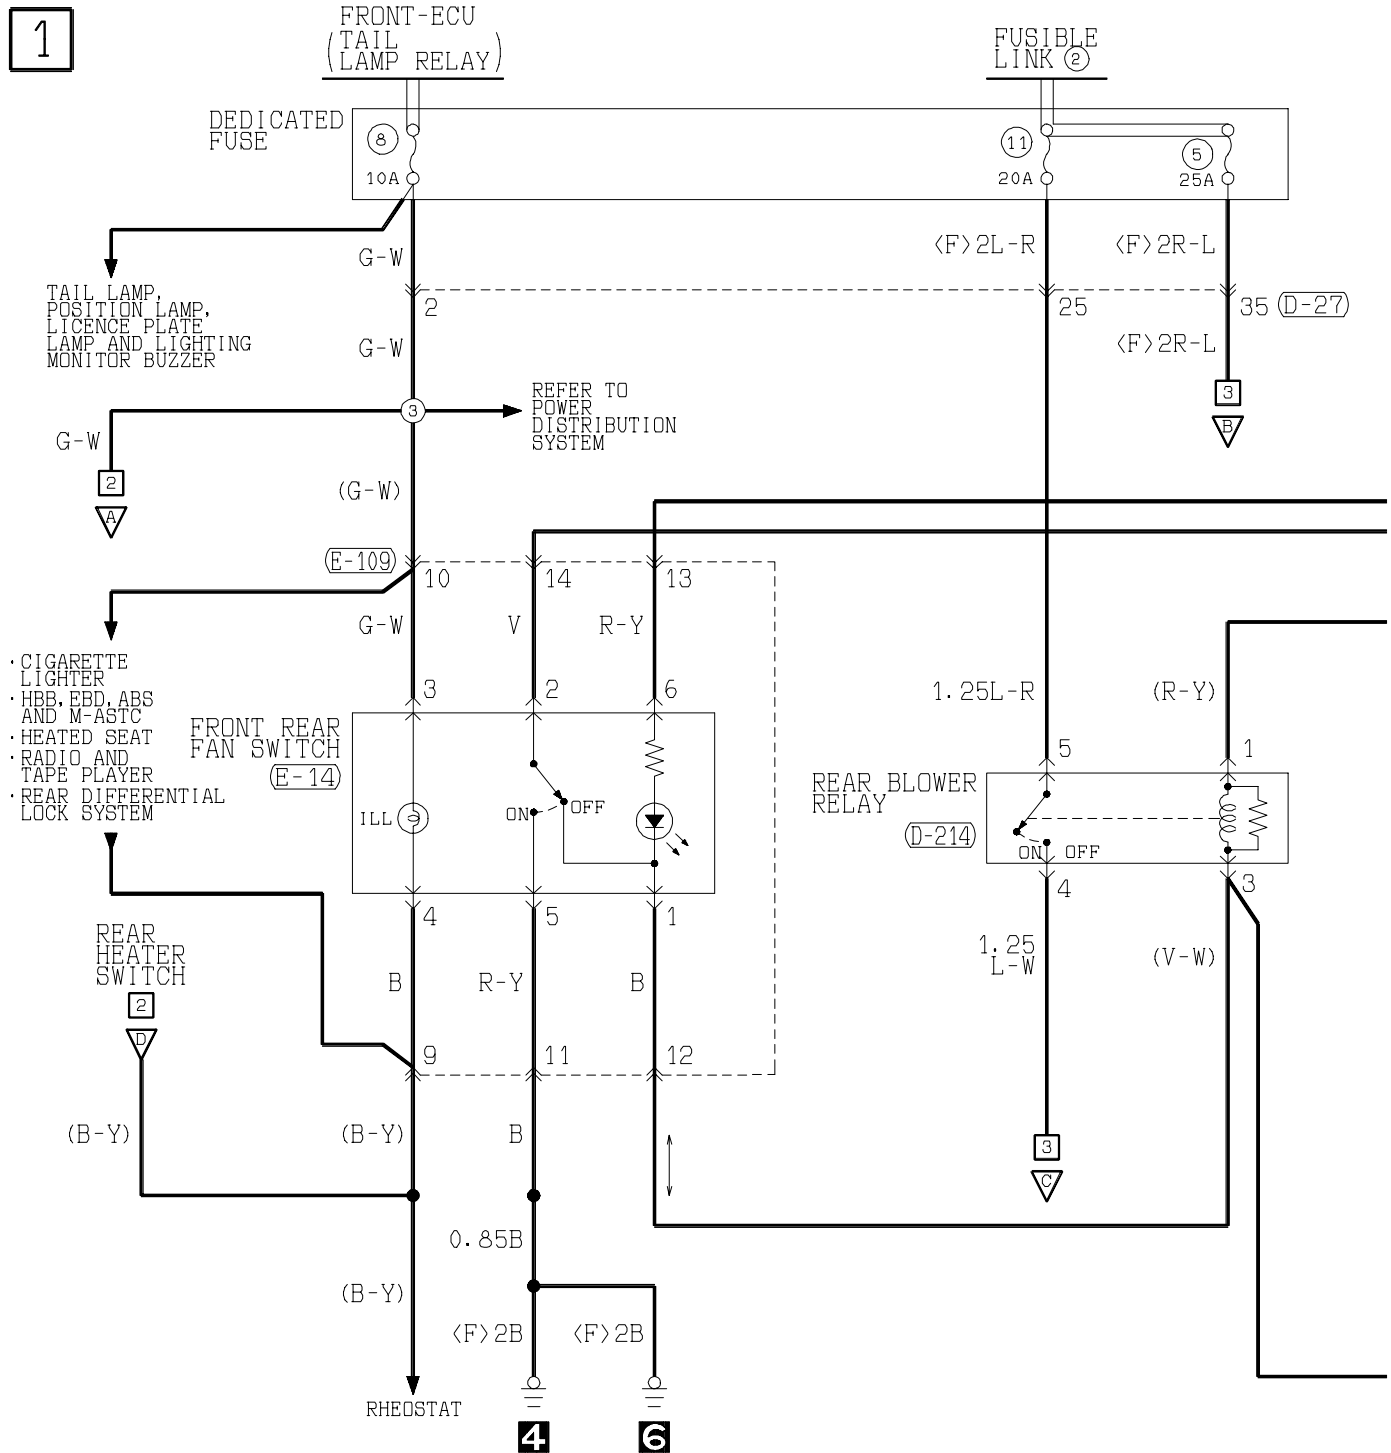 1
FRONT-ECU
(TAIL
LAMP RELAY)
FUSIBLE
LINK ②
DEDICATED
FUSE
8
10A
11
20A
5
25A
G-W
<F>2L-R
<F>2R-L
TAIL LAMP,
POSITION LAMP,
LICENCE PLATE
LAMP AND LIGHTING
MONITOR BUZZER
2
25
35
D-27
G-W
<F>2R-L
3
B
REFER TO
POWER
DISTRIBUTION
SYSTEM
3
G-W
2
A
(G-W)
E-109
10
14
13
G-W
V
R-Y
· CIGARETTE
LIGHTER
· HBB, EBD, ABS
AND M-ASTC
· HEATED SEAT
· RADIO AND
TAPE PLAYER
· REAR DIFFERENTIAL
LOCK SYSTEM
3
2
6
1.25L-R
(R-Y)
FRONT REAR
FAN SWITCH
E-14
ILL
ON
OFF
5
1
REAR BLOWER
RELAY
D-214
ON
OFF
4
5
1
4
3
REAR
HEATER
SWITCH
2
D
B
R-Y
B
1.25
L-W
(V-W)
9
11
12
(B-Y)
(B-Y)
B
3
C
0.85B
(B-Y)
<F>2B
<F>2B
RHEOSTAT
4
6